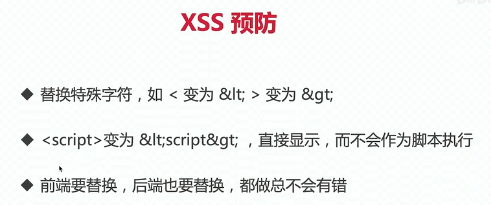 XSS 预防
◆ 替换特殊字符，如 < 变为 &lt; > 变为 &gt;
◆ <script>变为 &lt;script&gt; ，直接显示，而不会作为脚本执行
◆ 前端要替换，后端也要替换，都做总不会有错